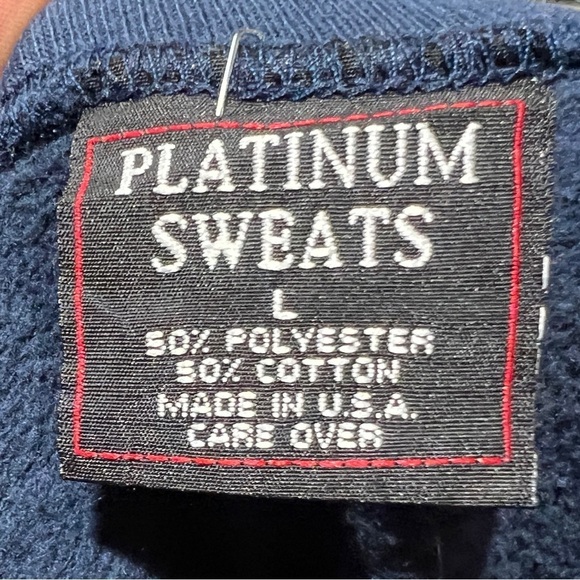 PLATINUM
SWEATS
L
50% POLYESTER
50% COTTON
MADE IN U.S.A.
CARE OVER